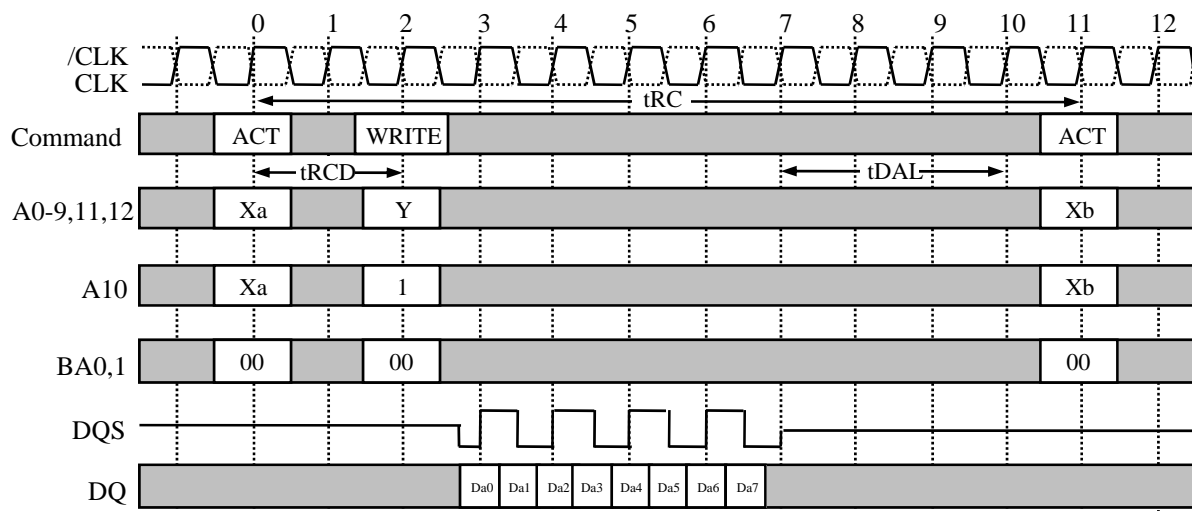 0 1 2 3 4 5 6 7 8 9 10 11 12
/CLK
CLK
tRC
Command ACT WRITE ACT
tRCD tDAL
A0-9,11,12 Xa Y Xb
A10 Xa 1 Xb
BA0,1 00 00 00
DQS
DQ Da0 Da1 Da2 Da3 Da4 Da5 Da6 Da7